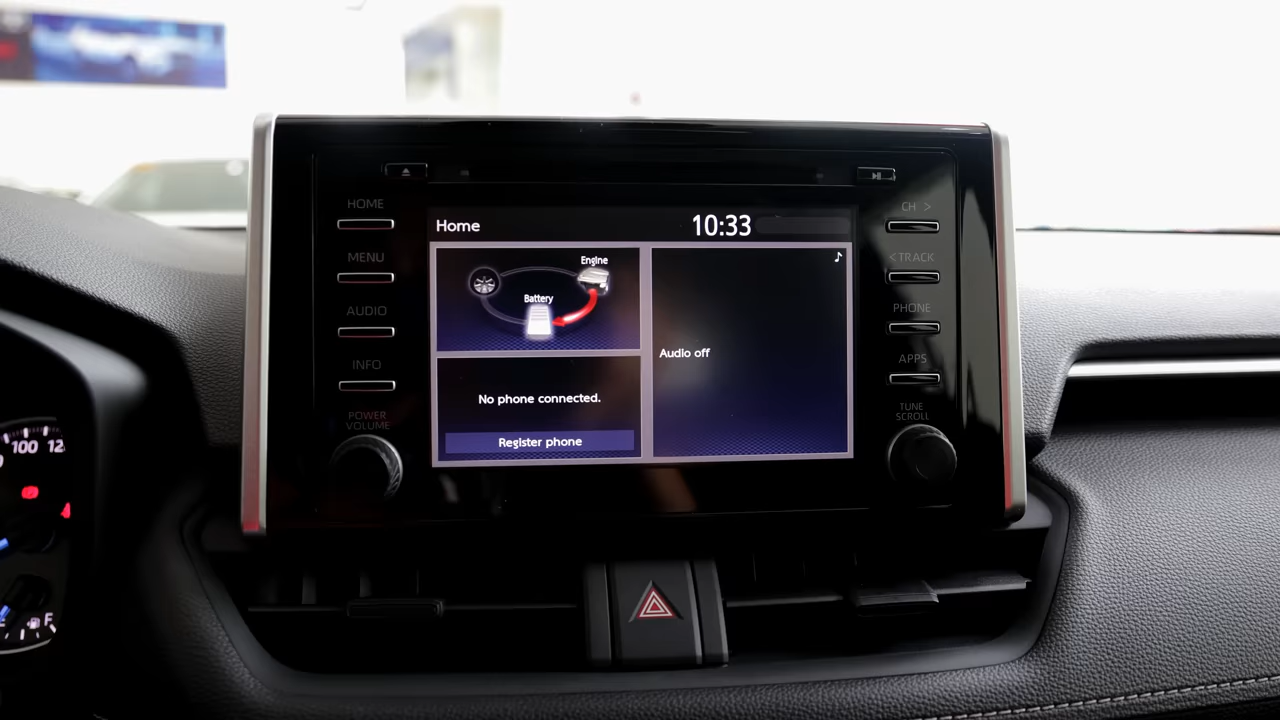 HOME
MENU
AUDIO
INFO
POWER
VOLUME
Home
10:33
Engine
Battery
No phone connected.
Register phone
Audio off
CH >
< TRACK
PHONE
APPS
TUNE
SCROLL
100
F